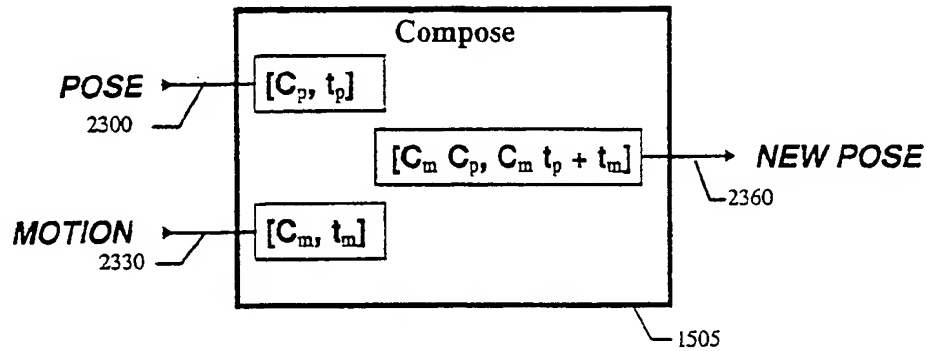 Compose
POSE
[Cp, tp]
2300
[Cm Cp, Cm tp + tm]
NEW POSE
2360
MOTION
[Cm, tm]
2330
1505